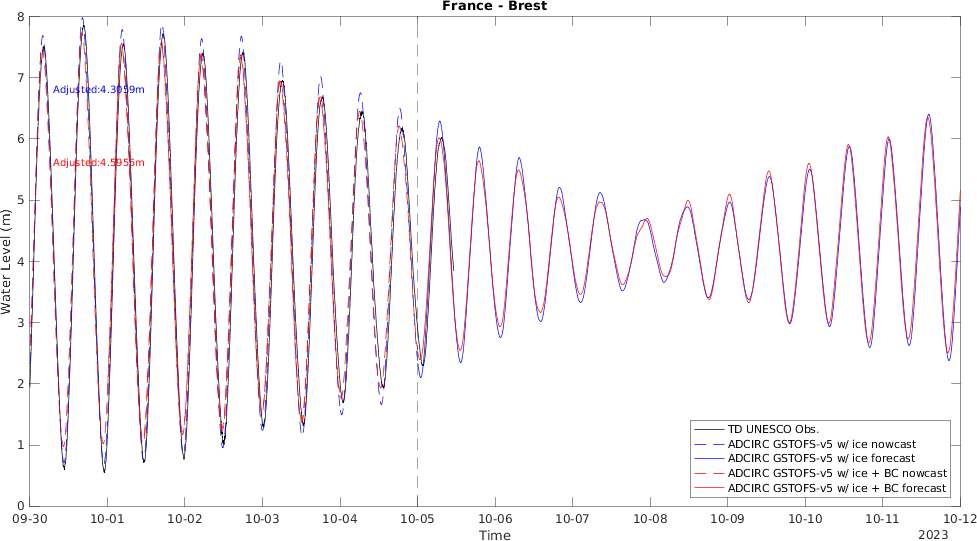 France - Brest
8
7
6
5
4
3
2
1
0
Water Level (m)
Adjusted:4.3059m
Adjusted:4.5955m
TD UNESCO Obs.
ADCIRC GSTOFS-v5 w/ ice nowcast
ADCIRC GSTOFS-v5 w/ ice forecast
ADCIRC GSTOFS-v5 w/ ice + BC nowcast
ADCIRC GSTOFS-v5 w/ ice + BC forecast
09-30 10-01 10-02 10-03 10-04 10-05 10-06 10-07 10-08 10-09 10-10 10-11 10-12
Time
2023